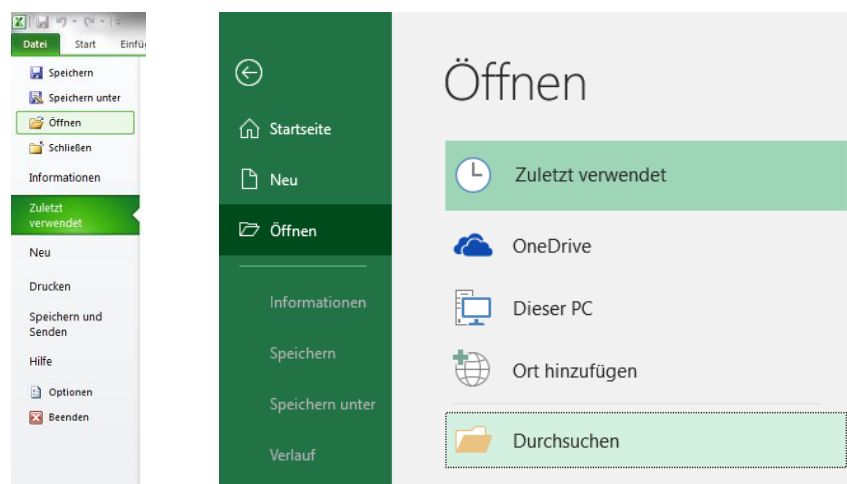 Datei Start Einfü
Speichern
Speichern unter
Öffnen
Schließen
Informationen
Zuletzt
verwendet
Neu
Drucken
Speichern und
Senden
Hilfe
Optionen
Beenden
Startseite
Neu
Öffnen
Informationen
Speichern
Speichern unter
Verlauf
Öffnen
Zuletzt verwendet
OneDrive
Dieser PC
Ort hinzufügen
Durchsuchen